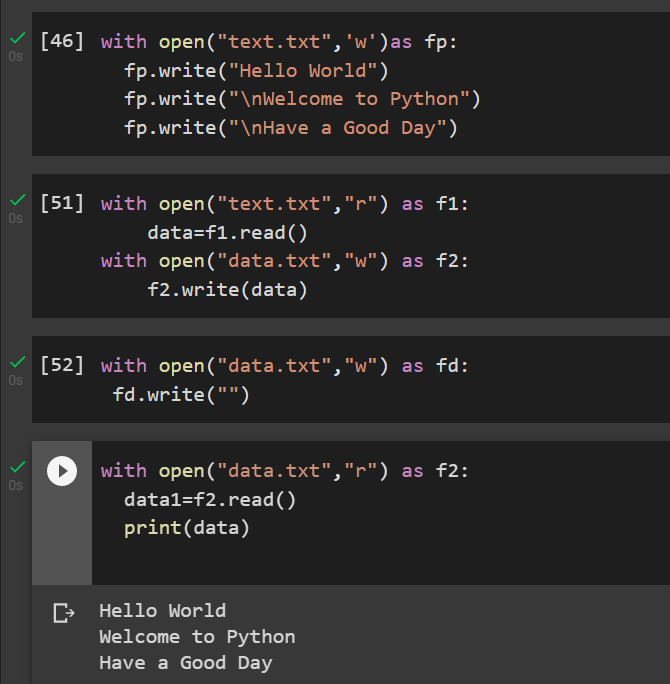 [46] with open("text.txt",'w')as fp:
fp.write("Hello World")
fp.write("\nWelcome to Python")
fp.write("\nHave a Good Day")
0s
[51] with open("text.txt","r") as f1:
data=f1.read()
with open("data.txt","w") as f2:
f2.write(data)
0s
[52] with open("data.txt","w") as fd:
fd.write("")
0s
with open("data.txt","r") as f2:
data1=f2.read()
print(data)
0s
Hello World
Welcome to Python
Have a Good Day